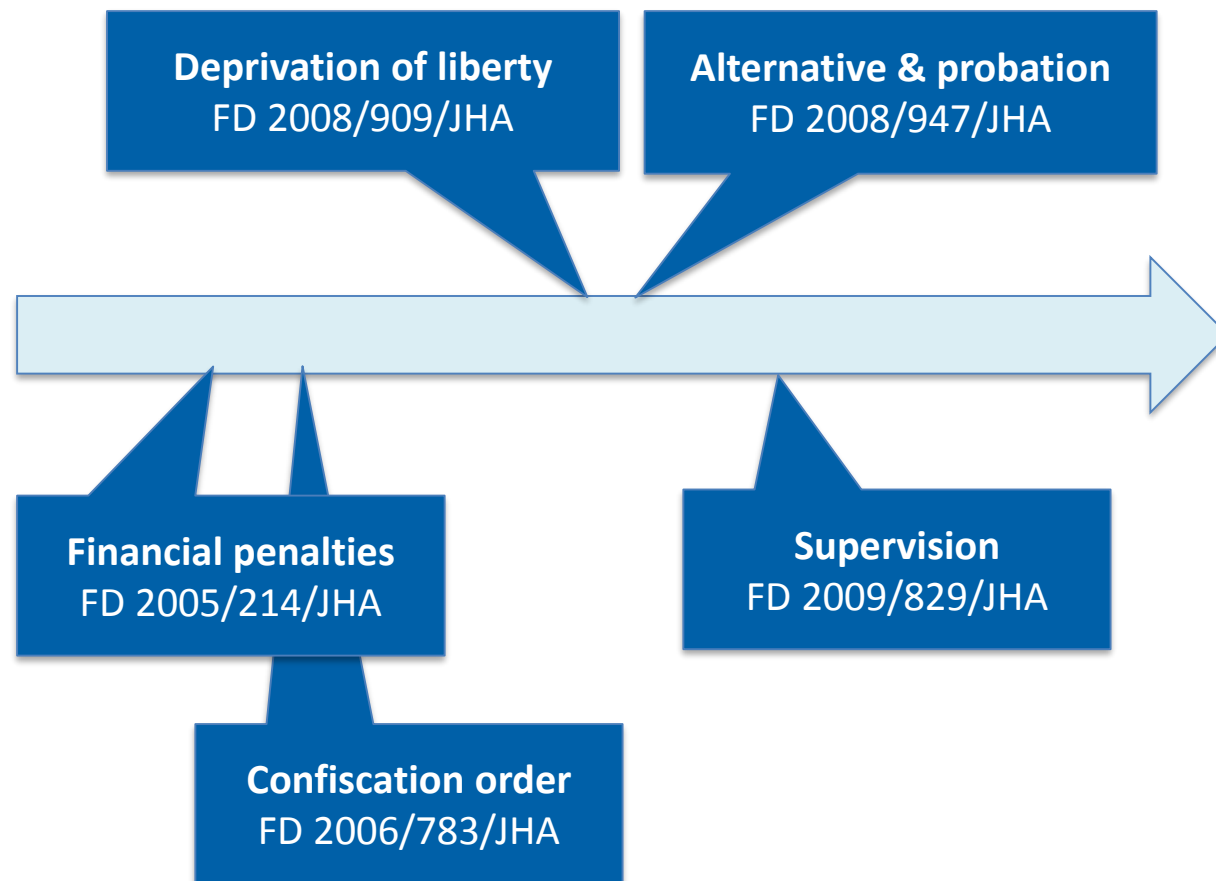 Deprivation of liberty
FD 2008/909/JHA
Alternative & probation
FD 2008/947/JHA
Financial penalties
FD 2005/214/JHA
Supervision
FD 2009/829/JHA
Confiscation order
FD 2006/783/JHA